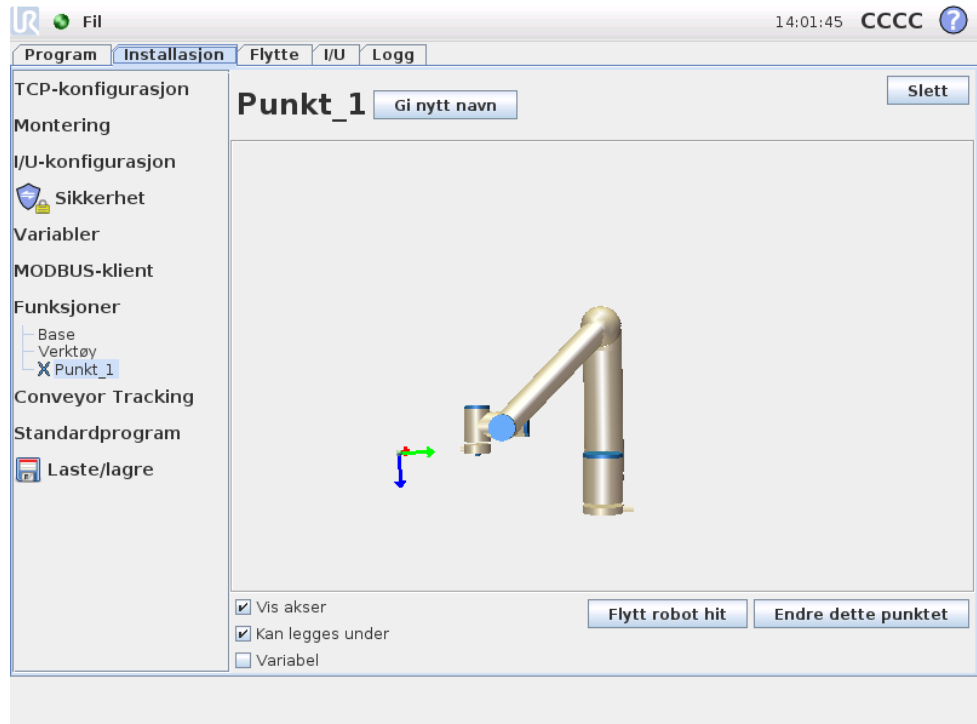 UR Fil 14:01:45 CCCC ?
Program Installasjon Flytte I/U Logg
TCP-konfigurasjon
Montering
I/U-konfigurasjon
Sikkerhet
Variabler
MODBUS-klient
Funksjoner
Base
Verktøy
Punkt_1
Conveyor Tracking
Standardprogram
Laste/lagre
Punkt_1 Gi nytt navn Slett
Vis akser
Kan legges under
Variabel
Flytt robot hit Endre dette punktet